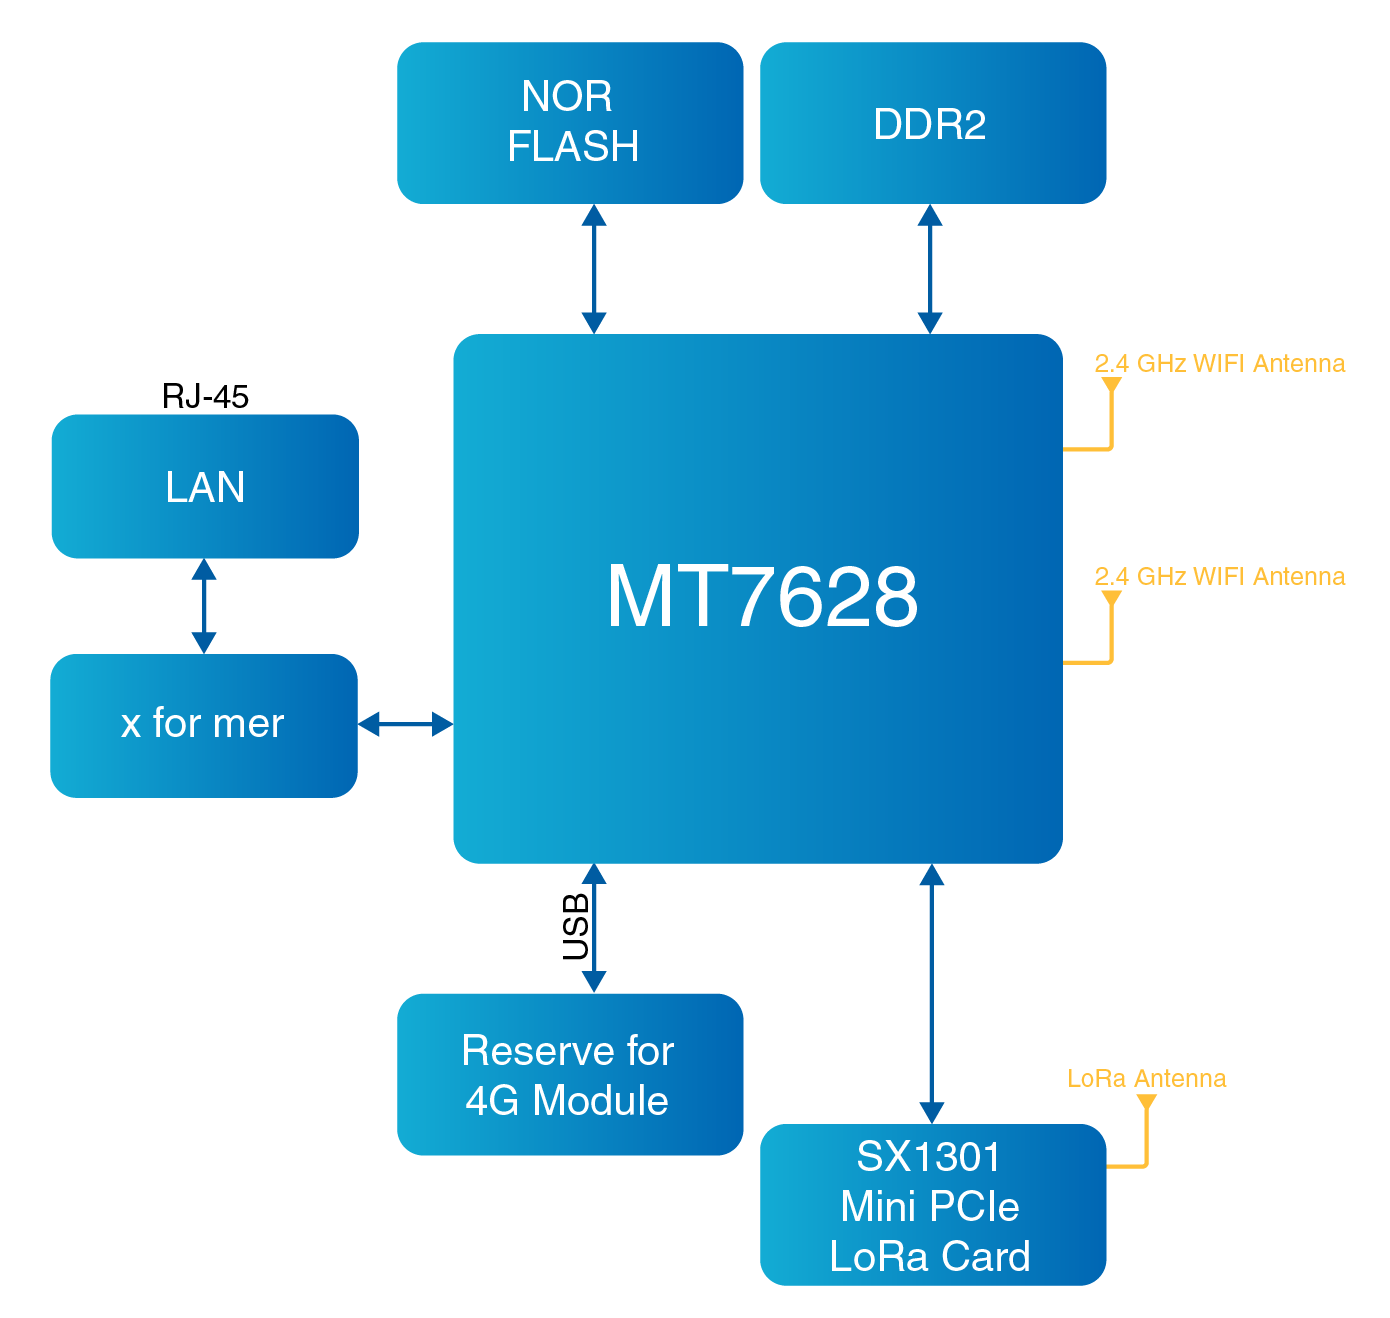 NOR
FLASH
DDR2
2.4 GHz WIFI Antenna
RJ-45
LAN
MT7628
2.4 GHz WIFI Antenna
x for mer
USB
Reserve for
4G Module
LoRa Antenna
SX1301
Mini PCIe
LoRa Card